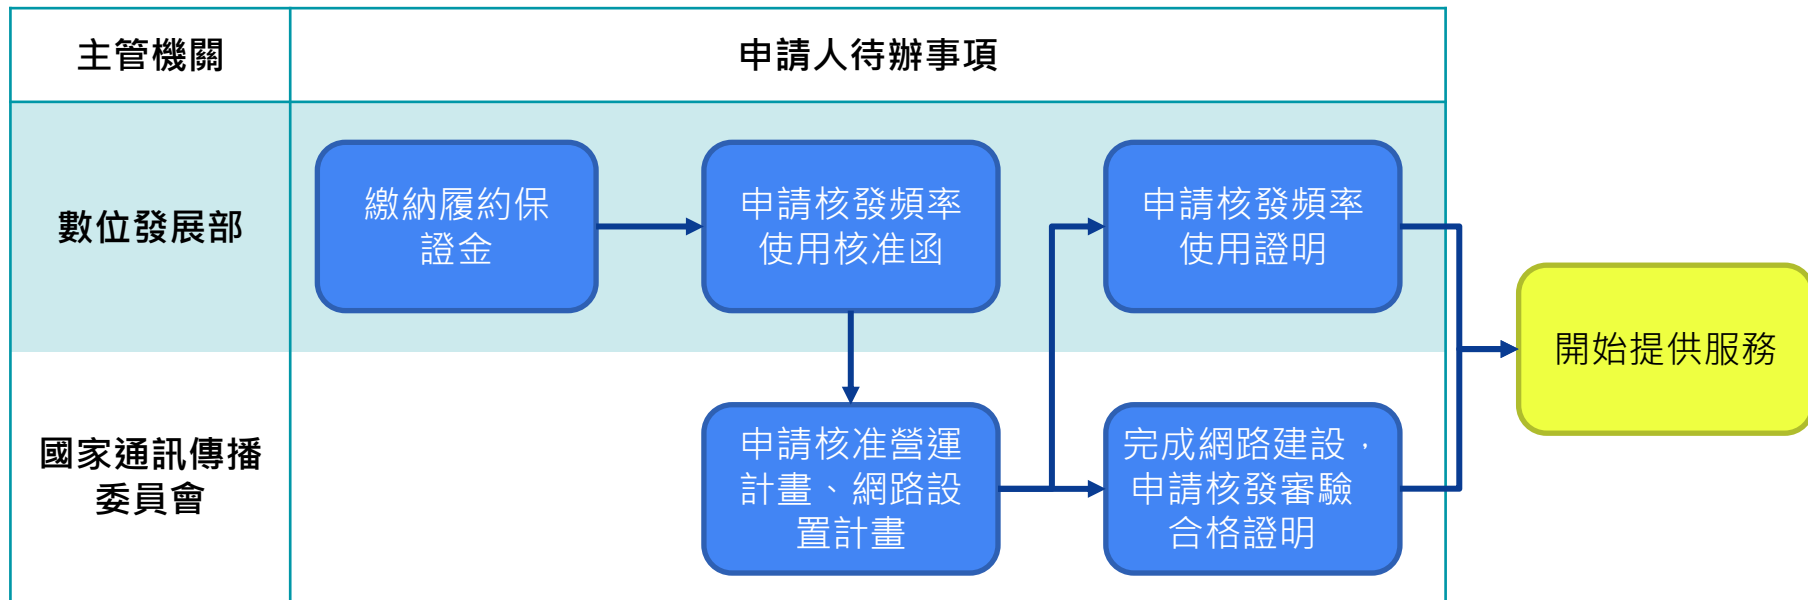 主管機關
申請人待辦事項
數位發展部
繳納履約保
證金
申請核發頻率
使用核准函
申請核發頻率
使用證明
開始提供服務
國家通訊傳播
委員會
申請核准營運
計畫、網路設
置計畫
完成網路建設，
申請核發審驗
合格證明